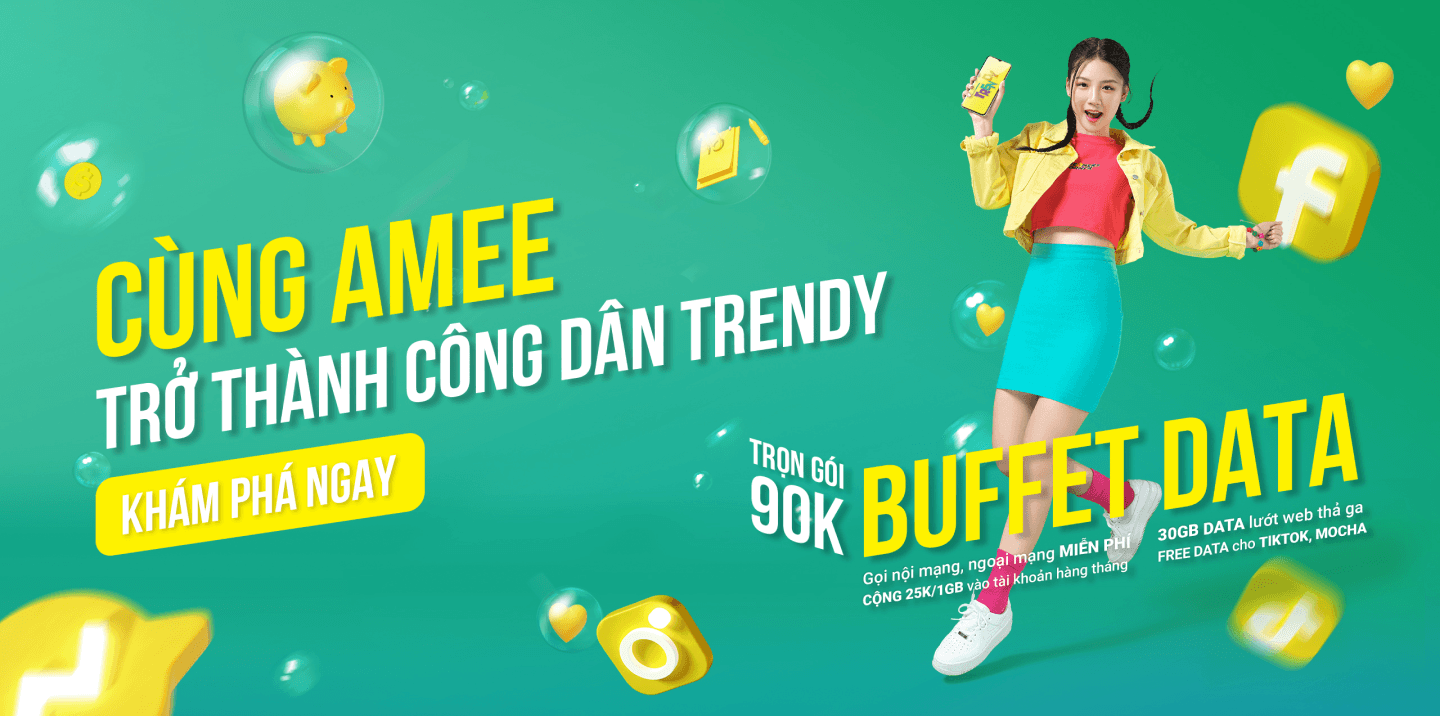 CÙNG AMEE
TRỞ THÀNH CÔNG DÂN TRENDY
KHÁM PHÁ NGAY
TRỌN GÓI
90K
BUFFET DATA
Gọi nội mạng, ngoại mạng MIỄN PHÍ
CỘNG 25K/1GB vào tài khoản hàng tháng
30GB DATA lướt web thả ga
FREE DATA cho TIKTOK, MOCHA
10